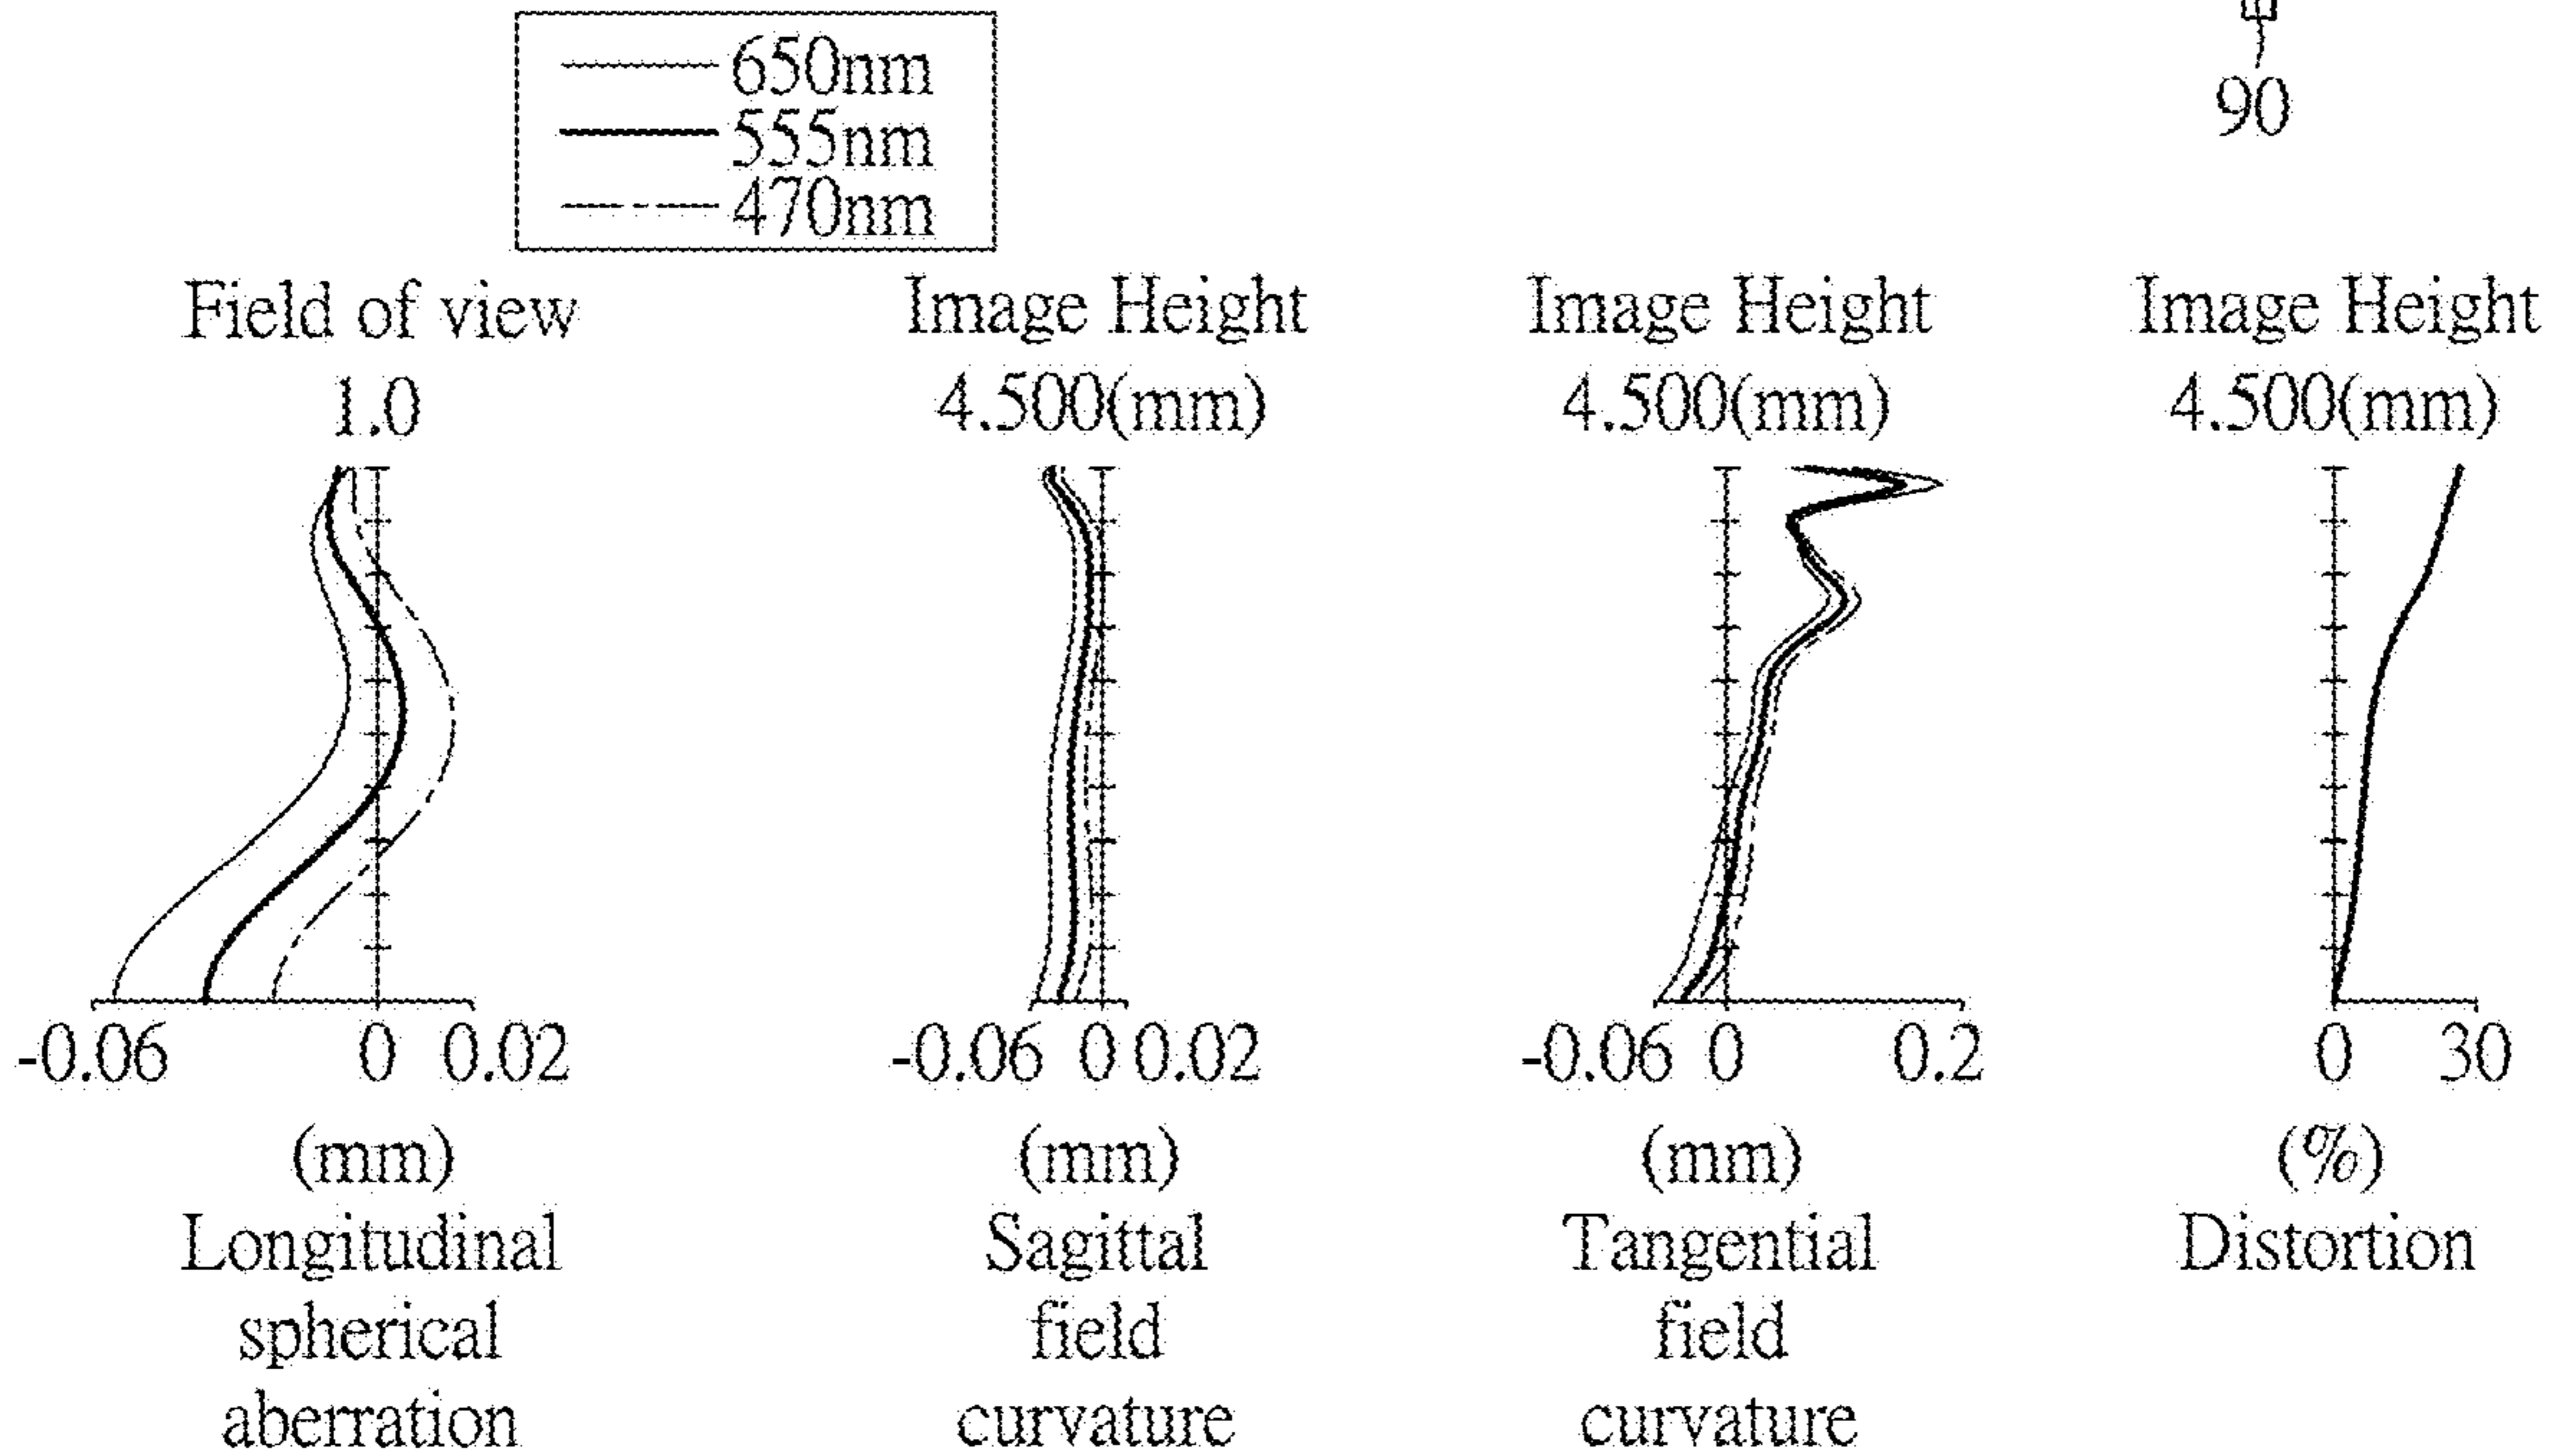 650nm
555nm
470nm
90
Field of view
1.0
Image Height
4.500(mm)
Image Height
4.500(mm)
Image Height
4.500(mm)
-0.06 0 0.02
-0.06 0 0.02
-0.06 0 0.2
0 30
(mm)
Longitudinal
spherical
aberration
(mm)
Sagittal
field
curvature
(mm)
Tangential
field
curvature
(%)
Distortion